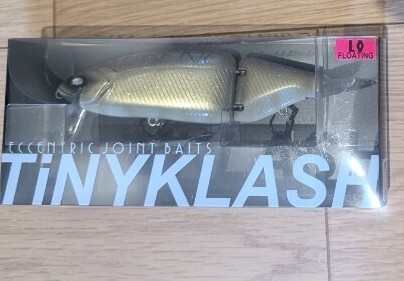 LO
FLOATING
ECCENTRIC JOINT BAITS
TiNYKLASH